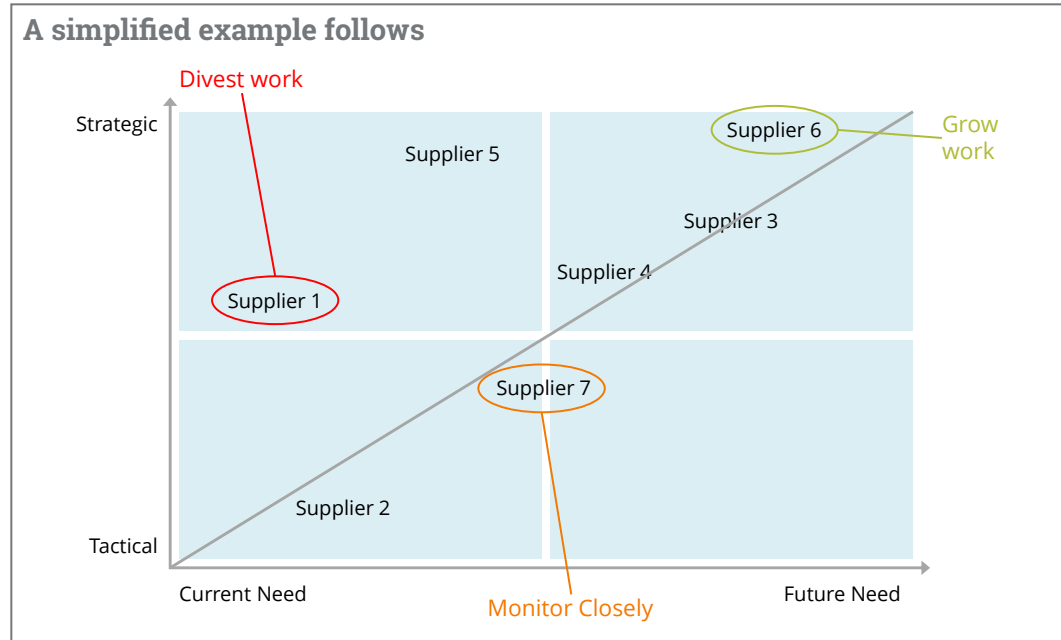 A simplified example follows
Divest work
Strategic
Supplier 6
Grow
work
Supplier 5
Supplier 3
Supplier 4
Supplier 1
Supplier 7
Supplier 2
Tactical
Current Need
Future Need
Monitor Closely